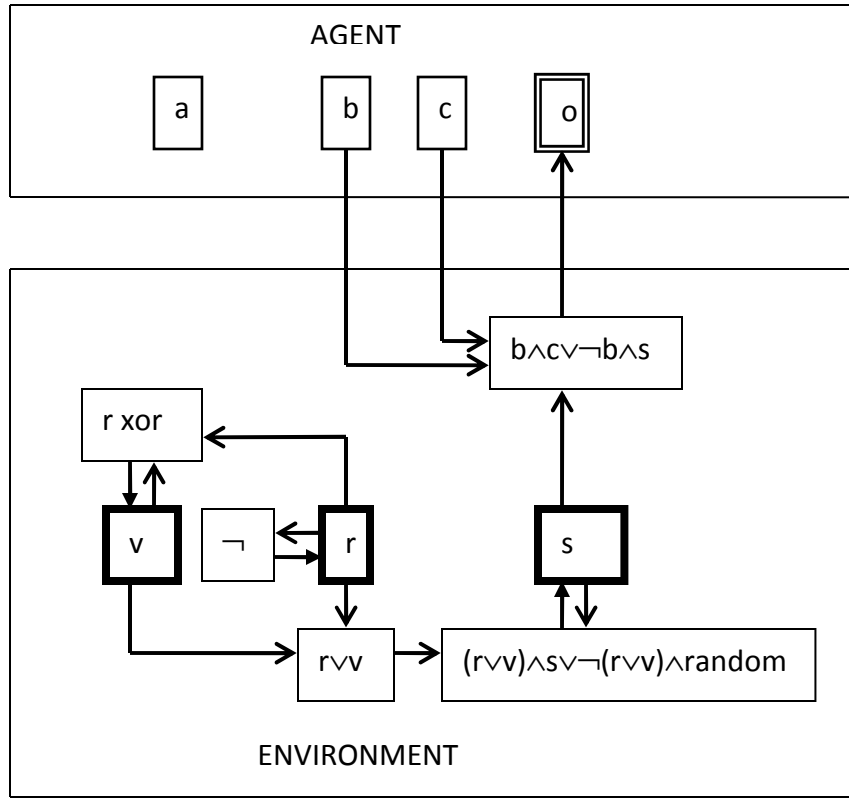 AGENT
a
b
c
o
b∧c∨¬b∧s
r xor
v
¬
r
s
r∨v
(r∨v)∧s∨¬(r∨v)∧random
ENVIRONMENT